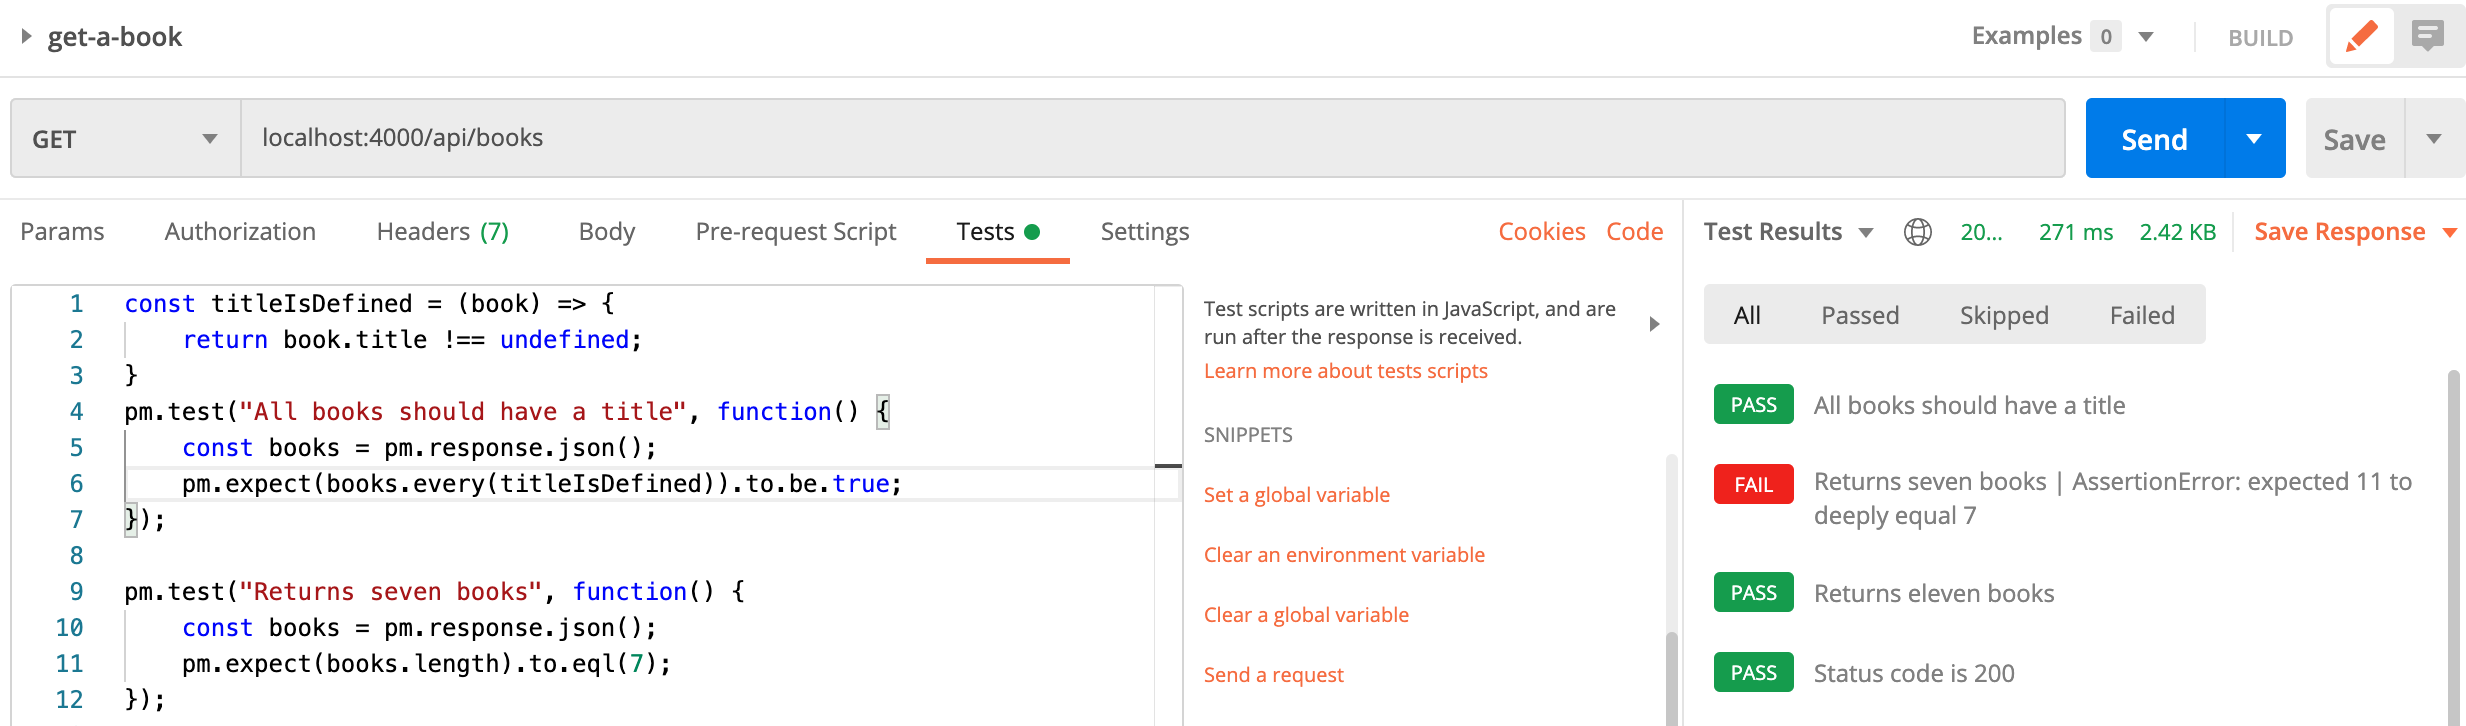 get-a-book
Examples 0
BUILD
GET
localhost:4000/api/books
Send
Save
Params
Authorization
Headers (7)
Body
Pre-request Script
Tests
Settings
Cookies
Code
1 const titleIsDefined = (book) => {
2 return book.title !== undefined;
3 }
4 pm.test("All books should have a title", function() {
5 const books = pm.response.json();
6 pm.expect(books.every(titleIsDefined)).to.be.true;
7 });
8
9 pm.test("Returns seven books", function() {
10 const books = pm.response.json();
11 pm.expect(books.length).to.eql(7);
12 });
Test scripts are written in JavaScript, and are
run after the response is received.
Learn more about tests scripts
SNIPPETS
Set a global variable
Clear an environment variable
Clear a global variable
Send a request
Test Results
20...
271 ms
2.42 KB
Save Response
All
Passed
Skipped
Failed
PASS All books should have a title
FAIL Returns seven books | AssertionError: expected 11 to
deeply equal 7
PASS Returns eleven books
PASS Status code is 200